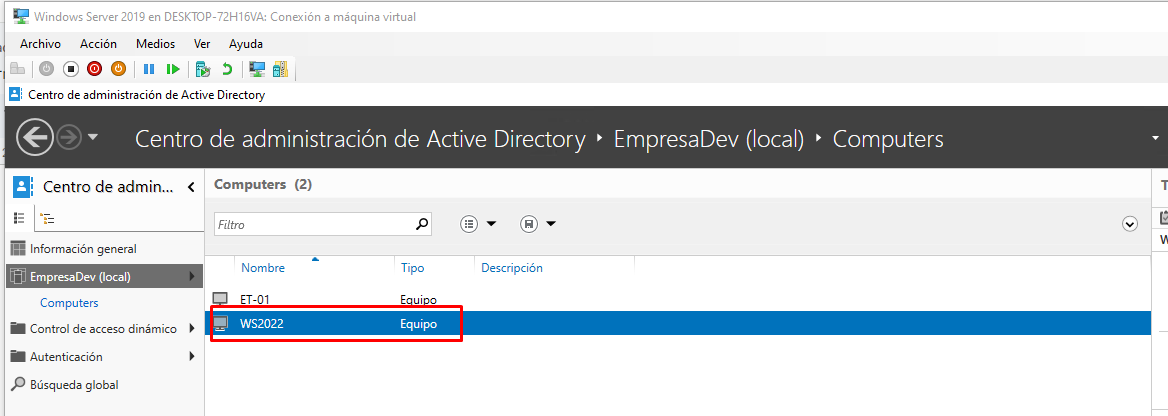 Windows Server 2019 en DESKTOP-72H16VA: Conexión a máquina virtual
Archivo Acción Medios Ver Ayuda
Centro de administración de Active Directory
Centro de administración de Active Directory EmpresaDev (local) Computers
Centro de admin...
Información general
EmpresaDev (local)
Computers
Control de acceso dinámico
Autenticación
Búsqueda global
Computers (2)
Filtro
Nombre Tipo Descripción
ET-01 Equipo
WS2022 Equipo